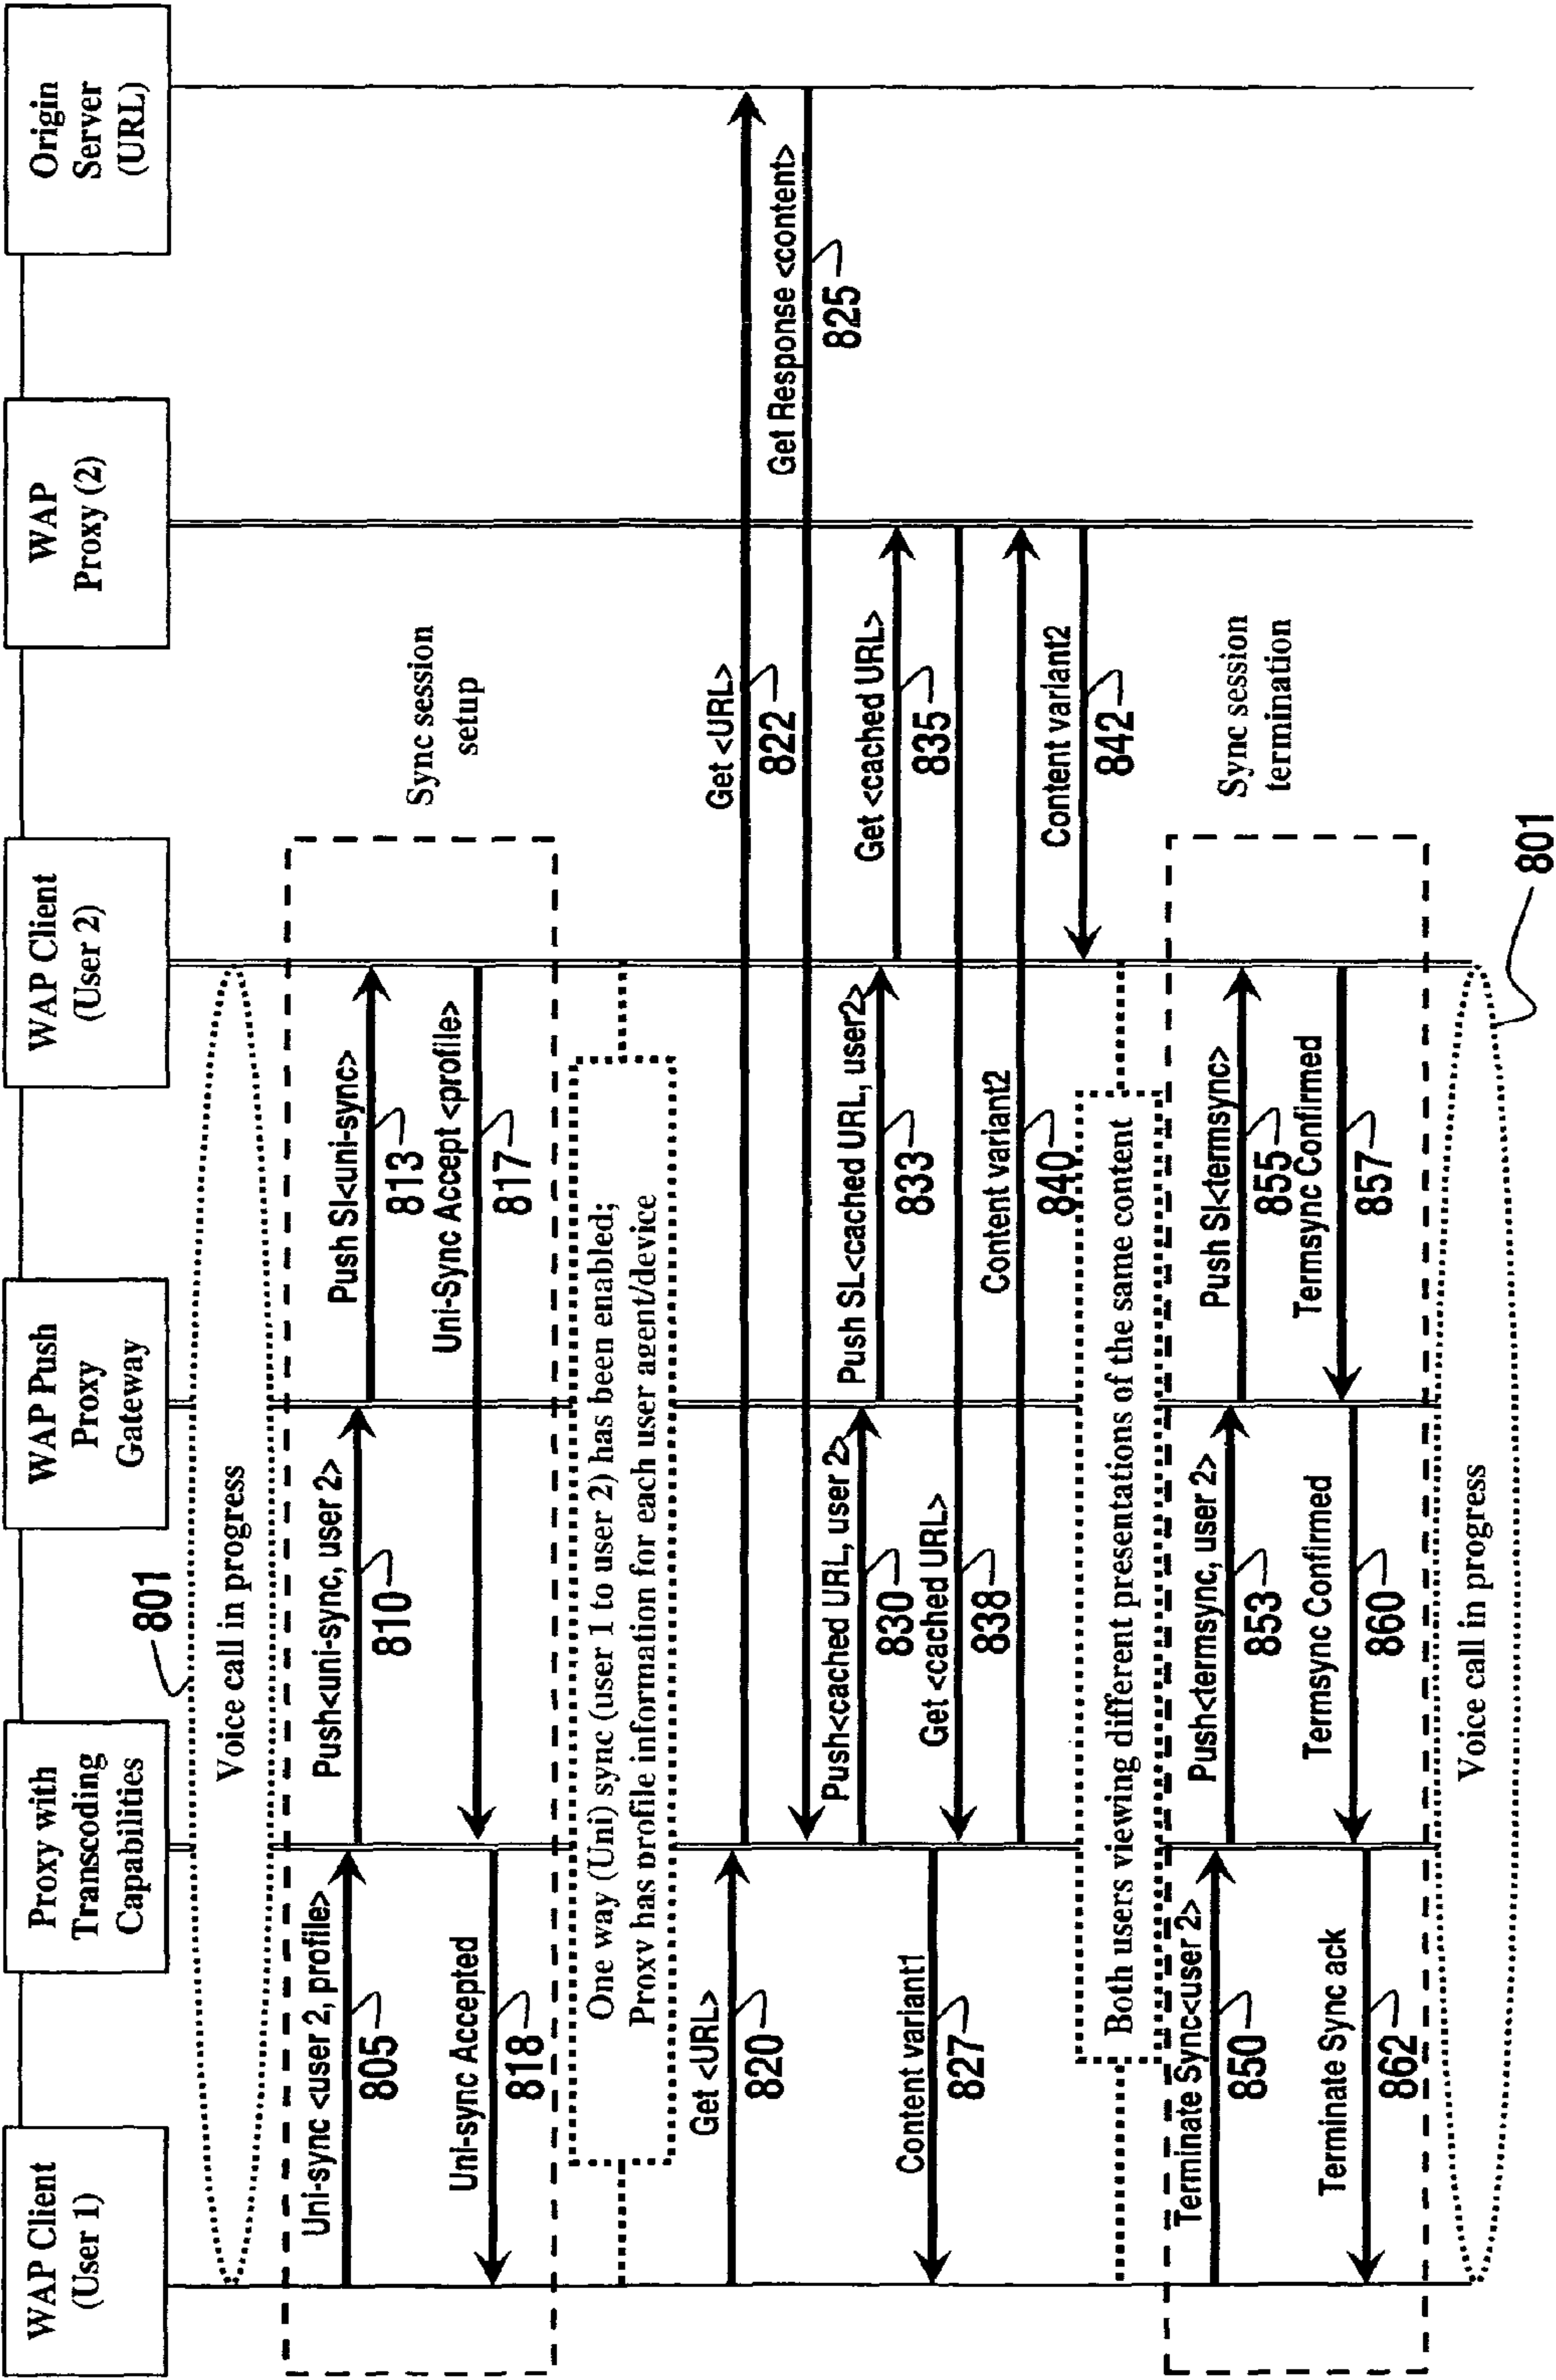 WAP Client
(User 1)
Proxy with
Transcoding
Capabilities
WAP Push
Proxy
Gateway
WAP Client
(User 2)
WAP
Proxy (2)
Origin
Server
(URL)
801
Voice call in progress
Uni-sync <user 2, profile>
805
Push<uni-sync, user 2>
810
Push SI<uni-sync>
813
Sync session
setup
Uni-Sync Accept <profile>
817
Uni-sync Accepted
818
One way (Uni) sync (user 1 to user 2) has been enabled;
Proxy has profile information for each user agent/device
Get <URL>
820
Get <URL>
822
Get Response <content>
825
Push<cached URL, user 2>
830
Push SL<cached URL, user2>
833
Get <cached URL>
835
Content variant1
827
Get <cached URL>
838
Content variant2
840
Content variant2
842
Both users viewing different presentations of the same content
Terminate Sync<user 2>
850
Push<termsync, user 2>
853
Push SI<termsync>
855
Sync session
termination
Termsync Confirmed
857
Termsync Confirmed
860
Terminate Sync ack
862
Voice call in progress
801